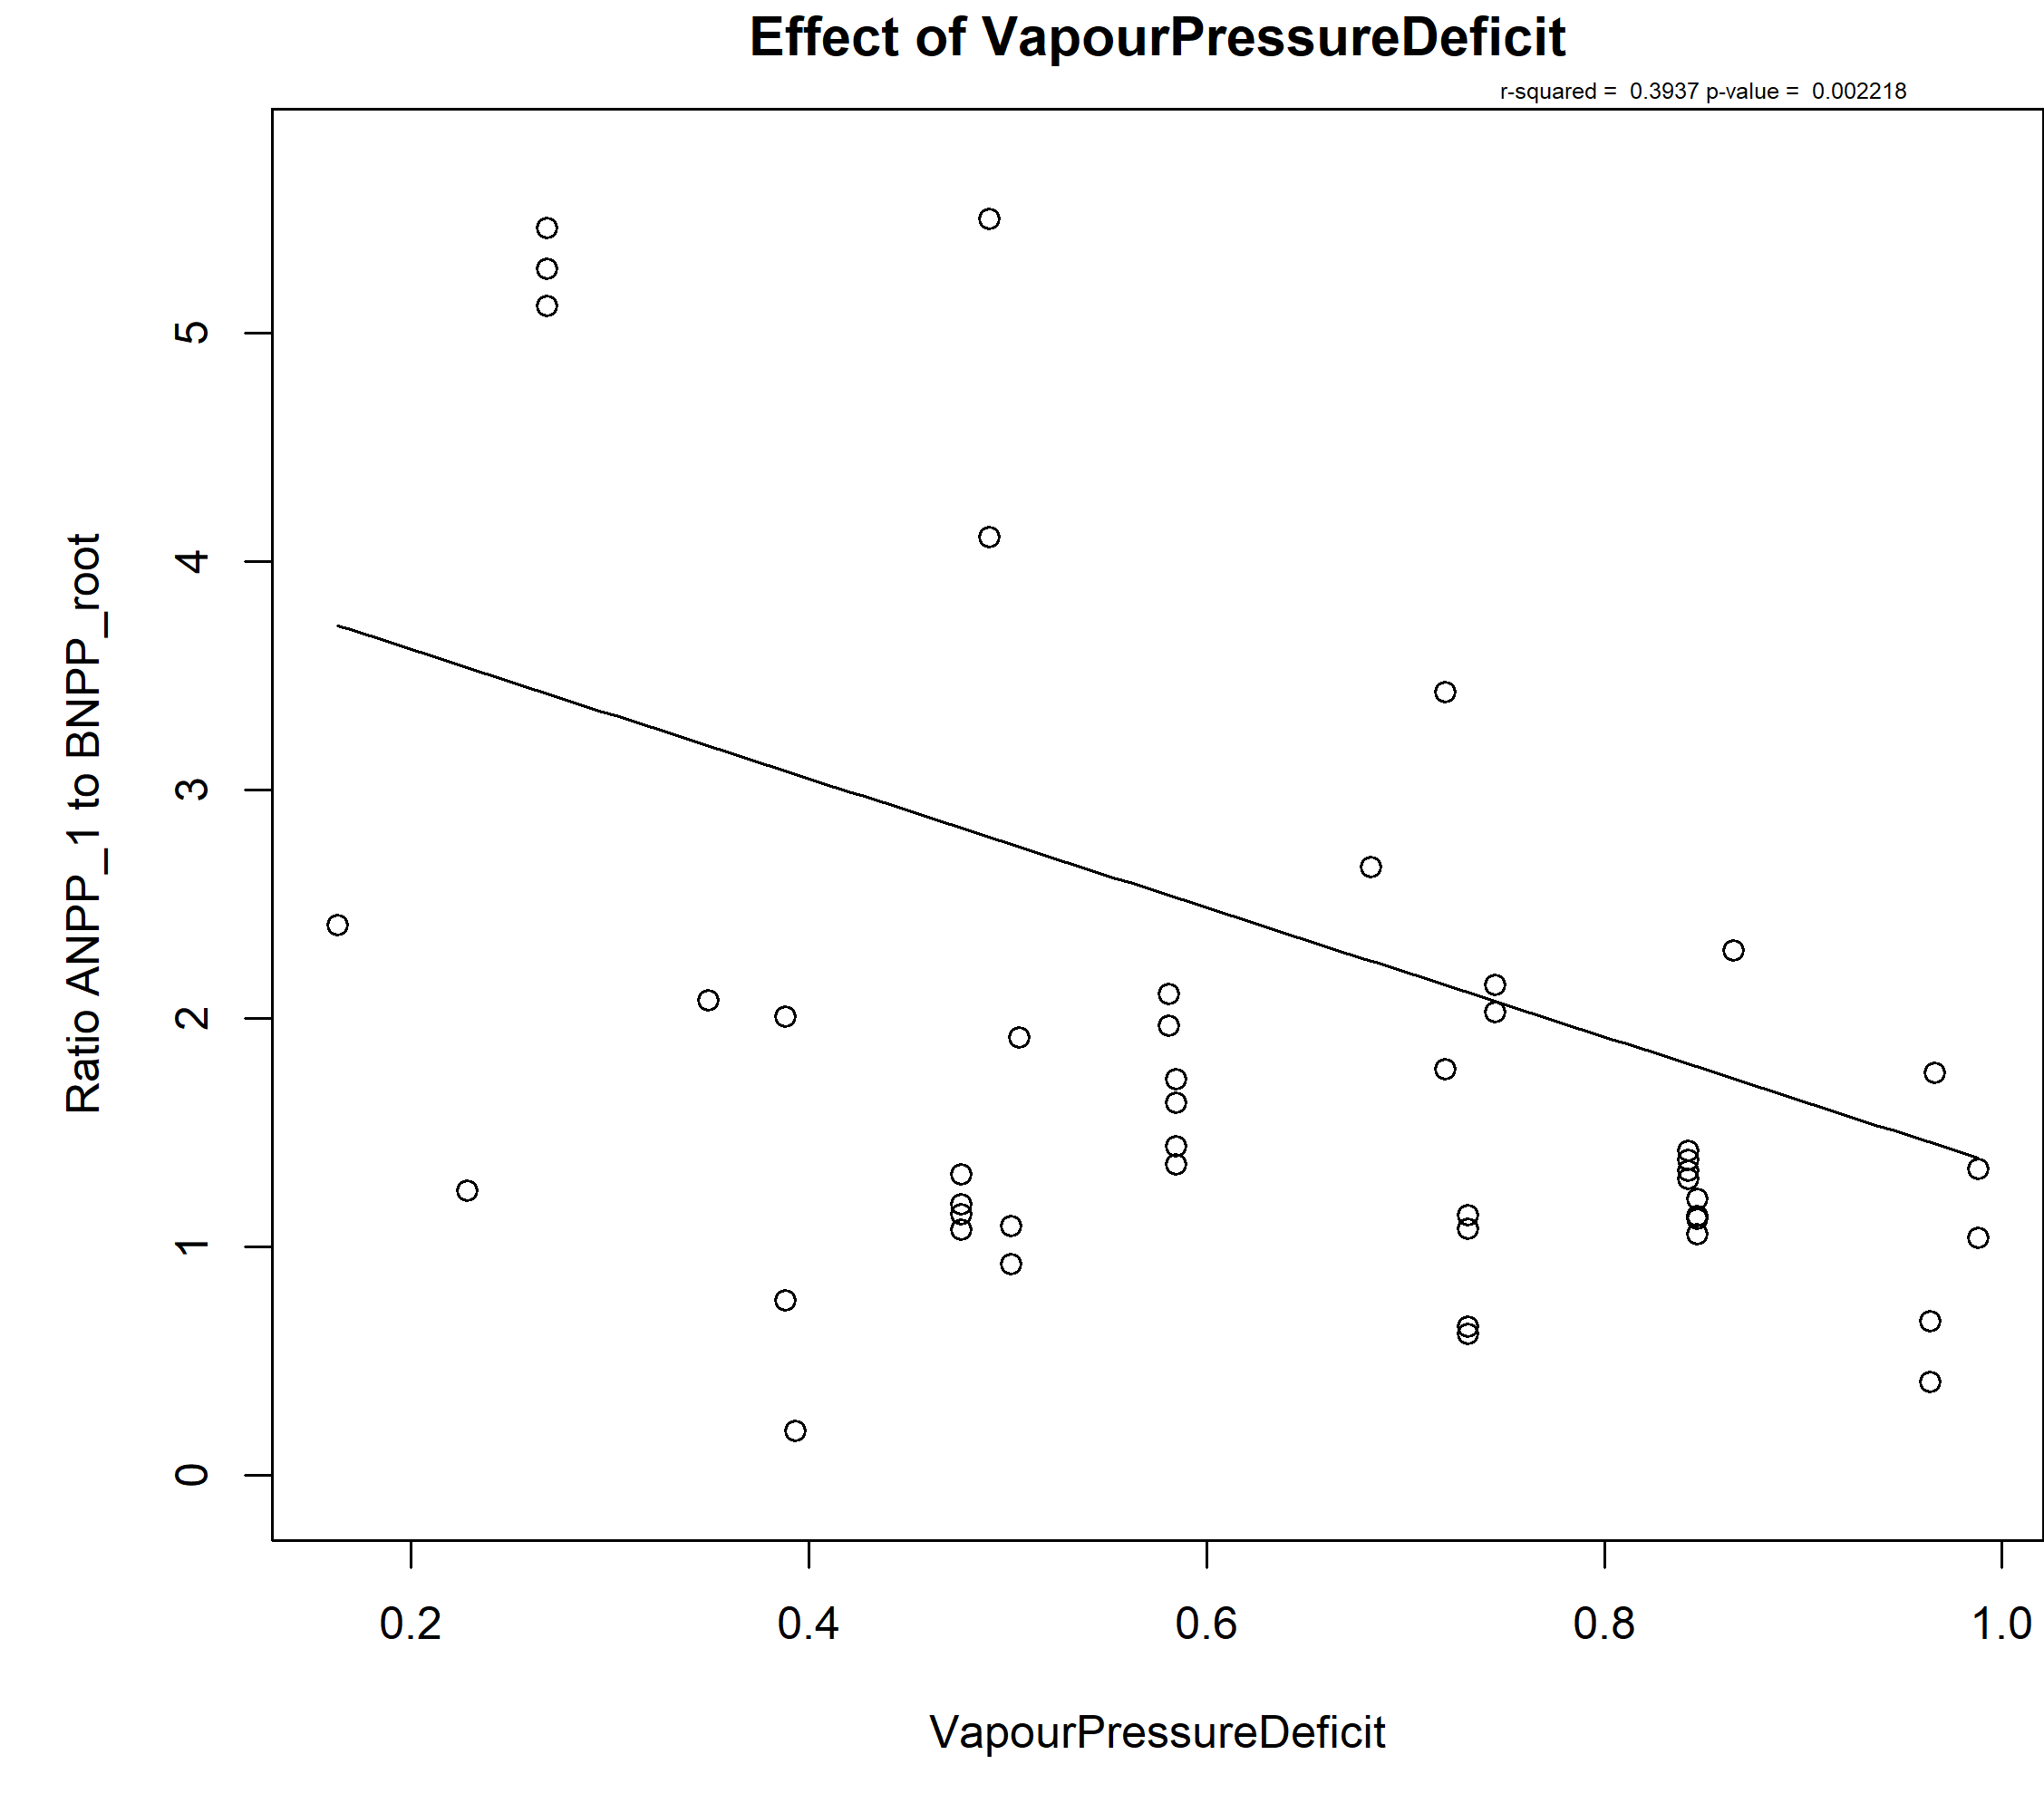 Effect of VapourPressureDeficit
r-squared =  0.3937 p-value =  0.002218
Ratio ANPP_1 to BNPP_root
5
4
3
2
1
0
0.2 0.4 0.6 0.8 1.0
VapourPressureDeficit